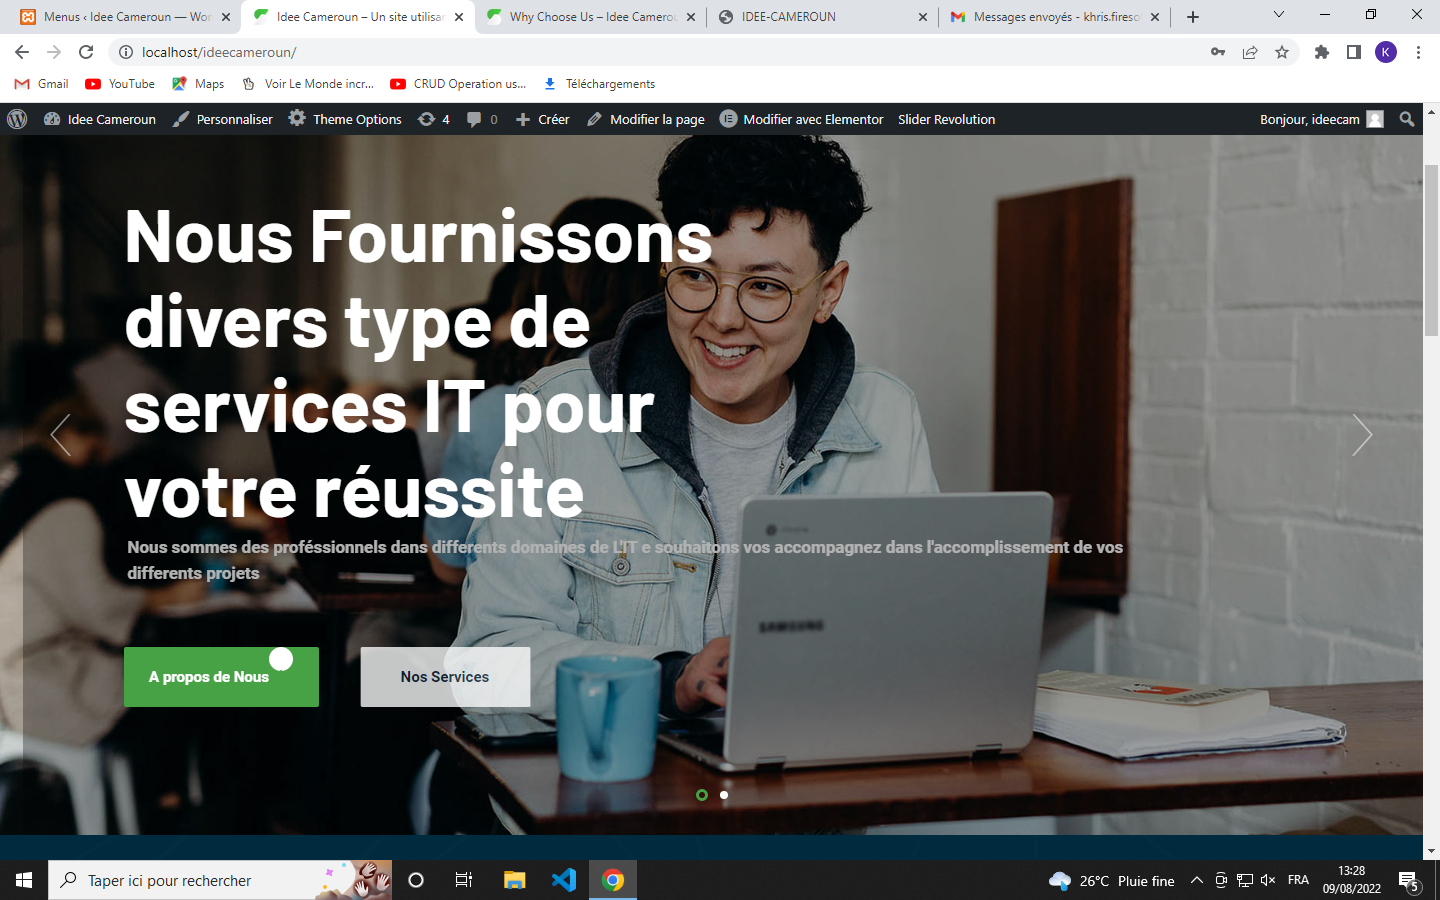 Menus ‹ Idee Cameroun — Wor
Idee Cameroun – Un site utilisar
Why Choose Us – Idee Camerou
IDEE-CAMEROUN
Messages envoyés - khris.fireso
localhost/ideecameroun/
K
Gmail
YouTube
Maps
Voir Le Monde incr...
CRUD Operation us...
Téléchargements
Idee Cameroun
Personnaliser
Theme Options
4
0
Créer
Modifier la page
Modifier avec Elementor
Slider Revolution
Bonjour, ideecam
Nous Fournissons
divers type de
services IT pour
votre réussite
Nous sommes des proféssionnels dans differents domaines de L'IT e souhaitons vos accompagnez dans l'accomplissement de vos
differents projets
A propos de Nous
Nos Services
SAMSUNG
Taper ici pour rechercher
26°C Pluie fine
FRA
13:28
09/08/2022
5